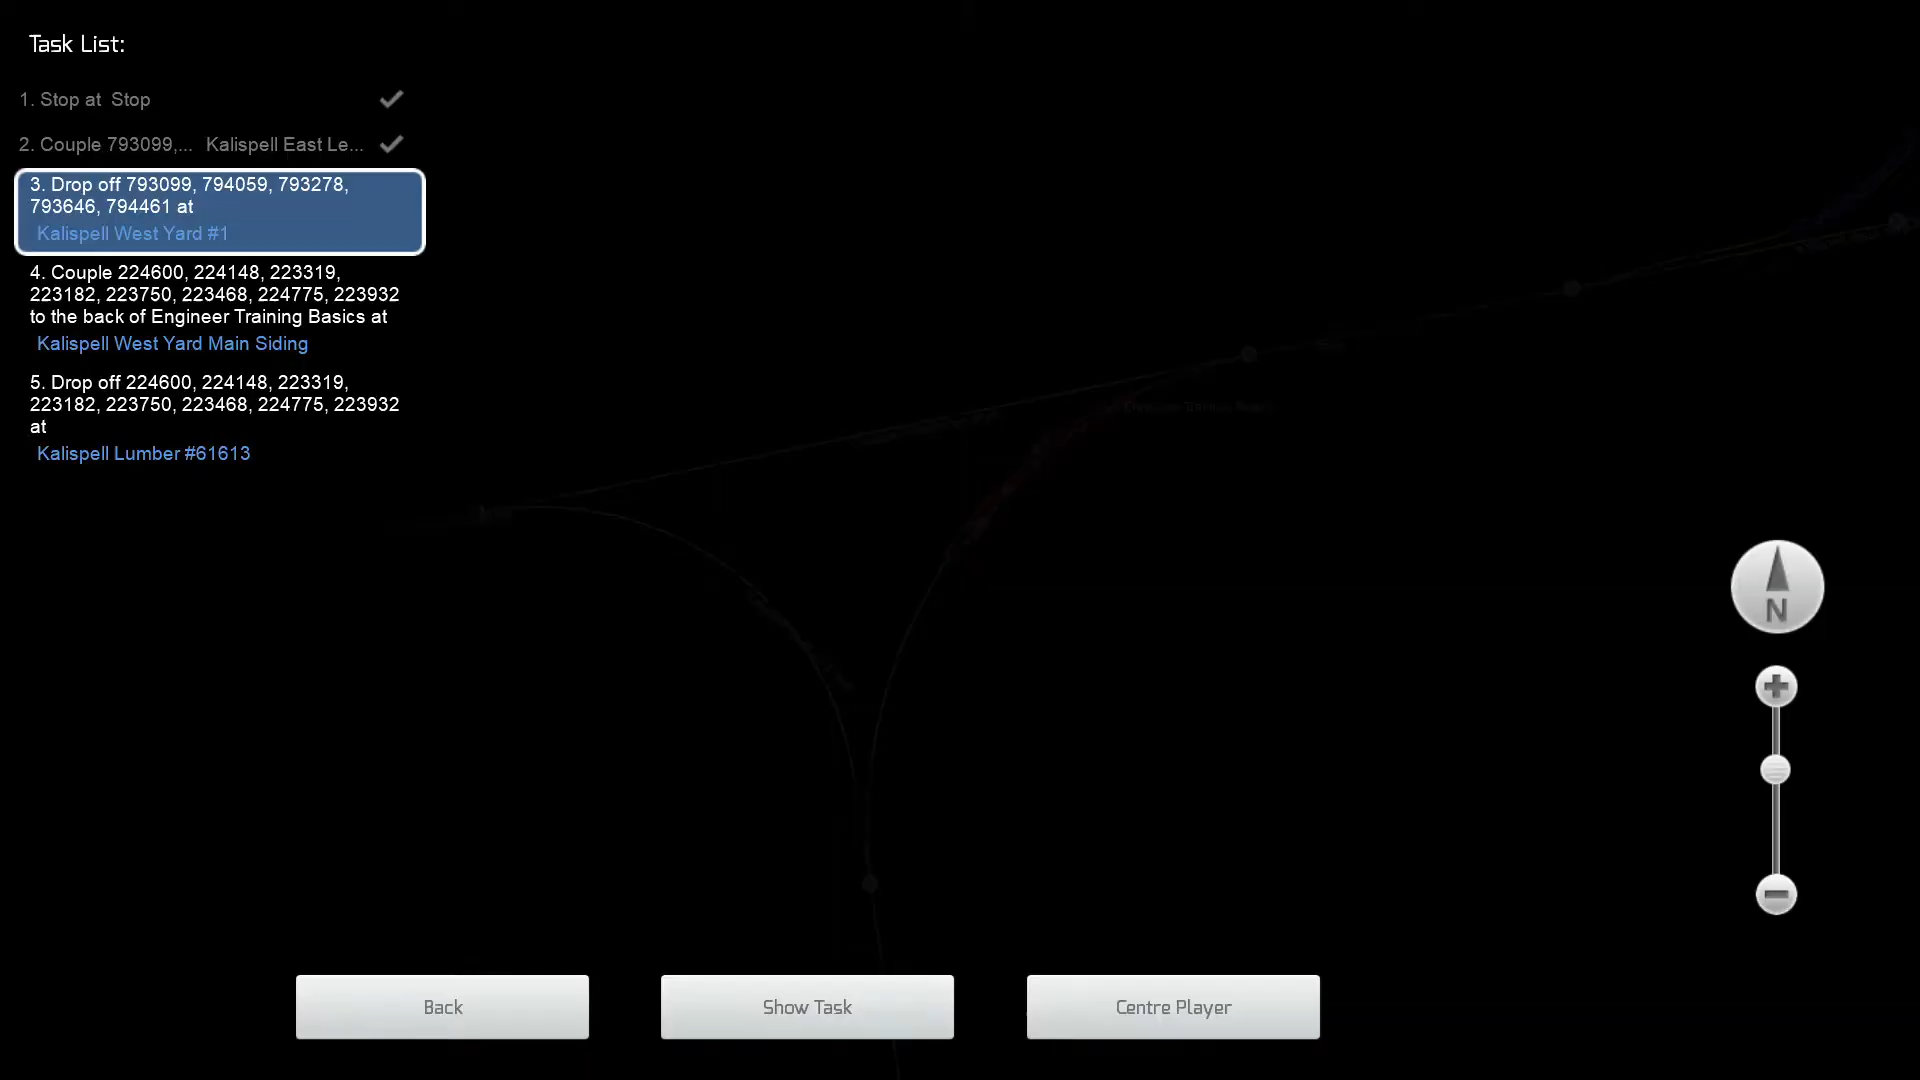 Task List:
1. Stop at  Stop
2. Couple 793099,...  Kalispell East Le...
3. Drop off 793099, 794059, 793278,
793646, 794461 at
Kalispell West Yard #1
4. Couple 224600, 224148, 223319,
223182, 223750, 223468, 224775, 223932
to the back of Engineer Training Basics at
Kalispell West Yard Main Siding
5. Drop off 224600, 224148, 223319,
223182, 223750, 223468, 224775, 223932
at
Kalispell Lumber #61613
N
Back
Show Task
Centre Player